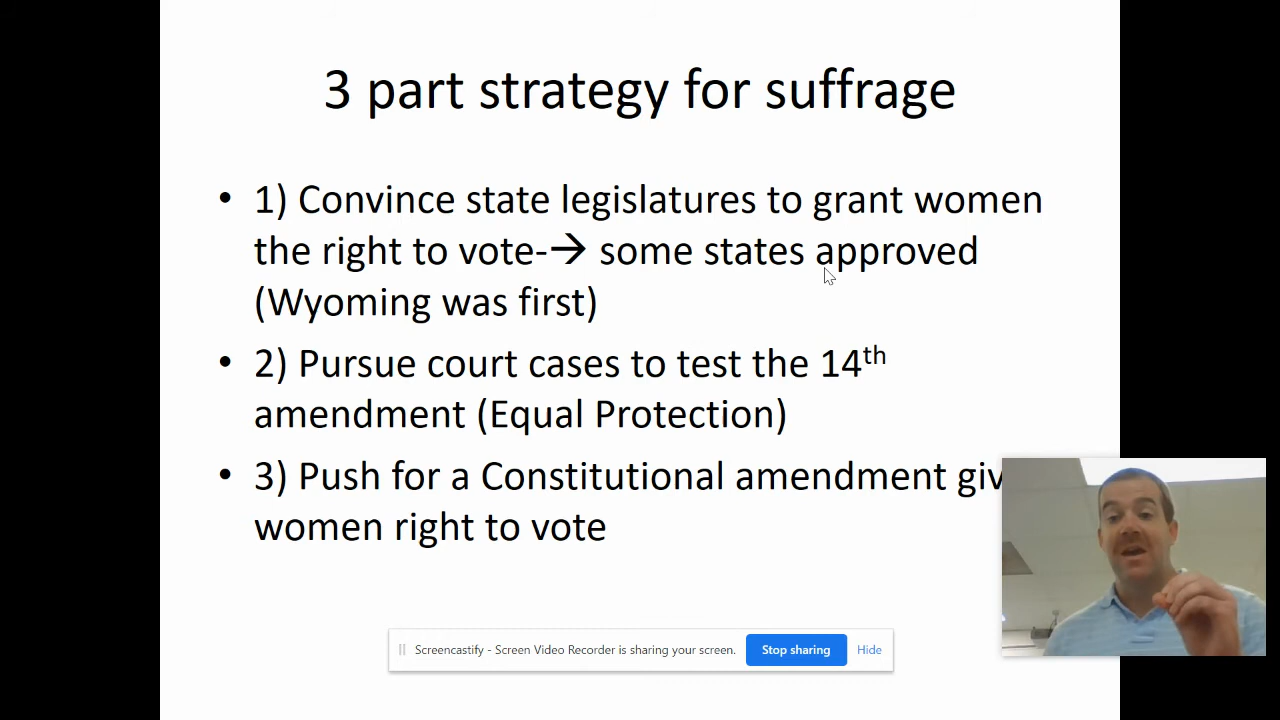 3 part strategy for suffrage
• 1) Convince state legislatures to grant women
the right to vote-→ some states approved
(Wyoming was first)
• 2) Pursue court cases to test the 14th
amendment (Equal Protection)
• 3) Push for a Constitutional amendment giv
women right to vote
Screencastify - Screen Video Recorder is sharing your screen.
Stop sharing
Hide